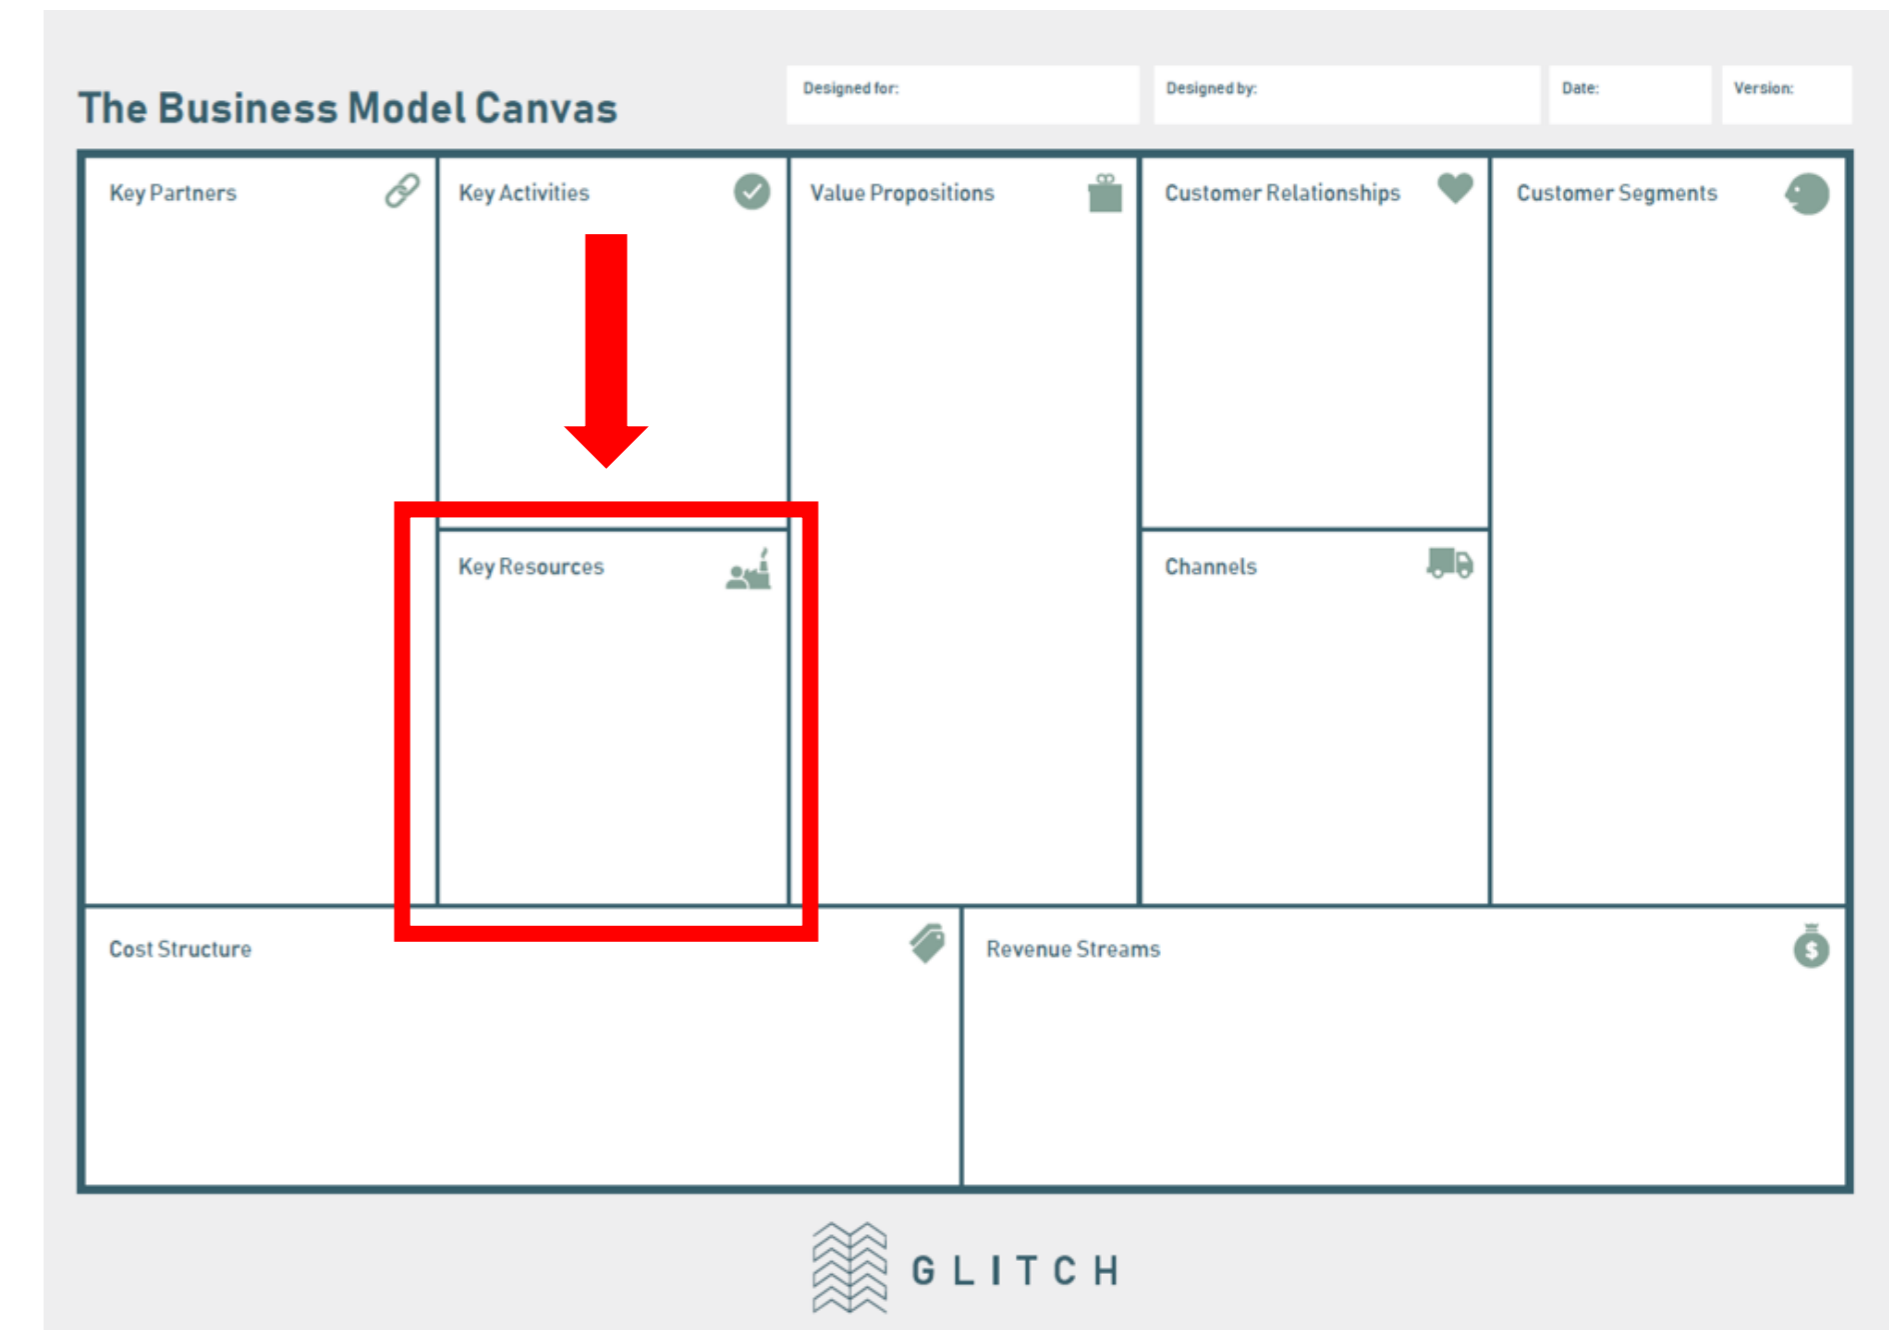 The Business Model Canvas
Designed for:
Designed by:
Date:
Version:
Key Partners
Key Activities
Value Propositions
Customer Relationships
Customer Segments
Key Resources
Channels
Cost Structure
Revenue Streams
$
GLITCH